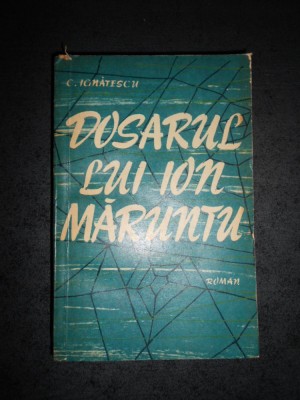 C. IGNĂTESCU
DOSARUL
LUI ION
MĂRUNTU
ROMAN